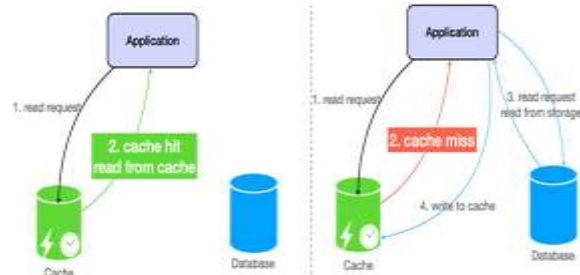 Application
1. read request
2. cache hit
read from cache
Cache
Database
Application
1. read request
2. cache miss
3. read request
read from storage
4. write to cache
Cache
Database